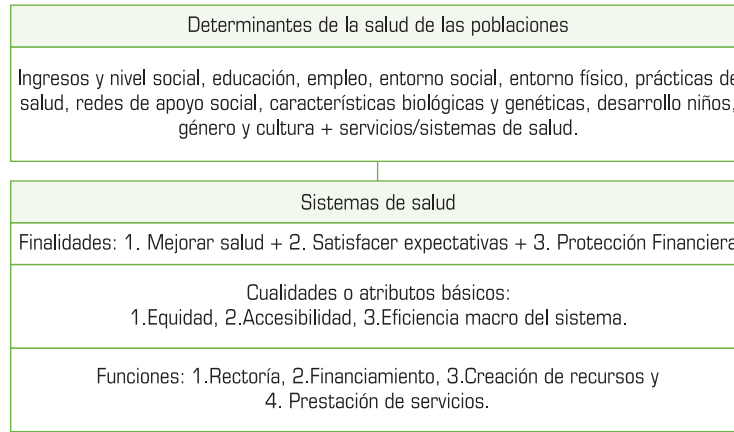 Determinantes de la salud de las poblaciones
Ingresos y nivel social, educación, empleo, entorno social, entorno físico, prácticas de
salud, redes de apoyo social, características biológicas y genéticas, desarrollo niños,
género y cultura + servicios/sistemas de salud.
Sistemas de salud
Finalidades: 1. Mejorar salud + 2. Satisfacer expectativas + 3. Protección Financiera
Cualidades o atributos básicos:
1.Equidad, 2.Accesibilidad, 3.Eficiencia macro del sistema.
Funciones: 1.Rectoría, 2.Financiamiento, 3.Creación de recursos y
4. Prestación de servicios.